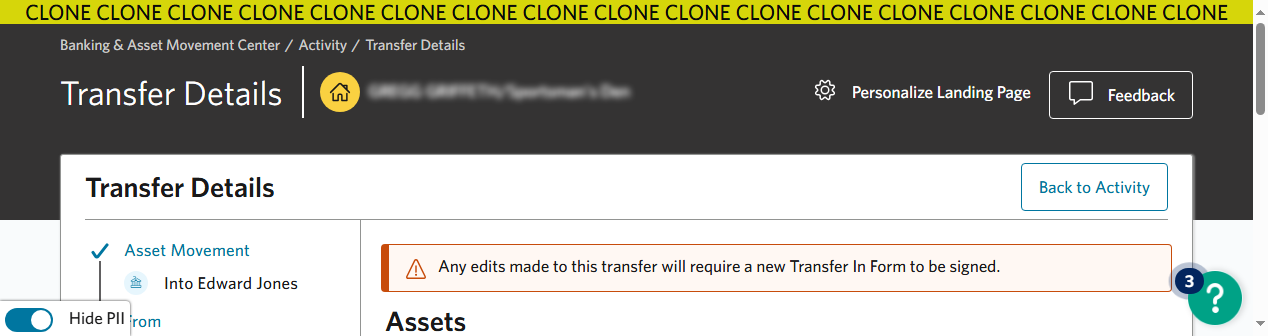 CLONE CLONE CLONE CLONE CLONE CLONE CLONE CLONE CLONE CLONE CLONE CLONE CLONE CLONE CLONE CLONE CLONE
Banking & Asset Movement Center / Activity / Transfer Details
Transfer Details
Personalize Landing Page
Feedback
Transfer Details
Back to Activity
Asset Movement
Into Edward Jones
Any edits made to this transfer will require a new Transfer In Form to be signed.
3
?
Hide PII
From
Assets